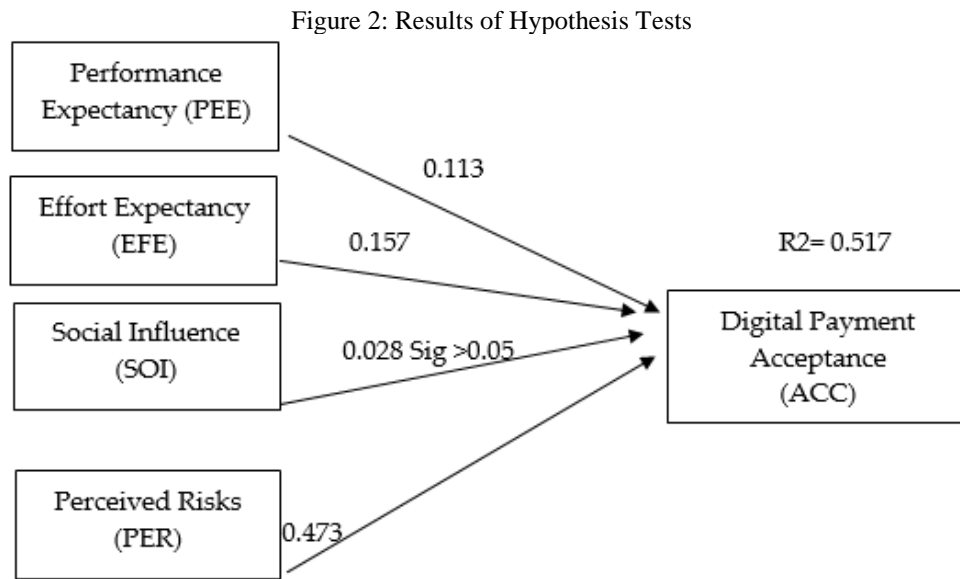 Figure 2: Results of Hypothesis Tests
Performance
Expectancy (PEE)
0.113
Effort Expectancy
(EFE)
0.157
R2= 0.517
Social Influence
(SOI)
0.028 Sig >0.05
Digital Payment
Acceptance
(ACC)
Perceived Risks
(PER)
0.473